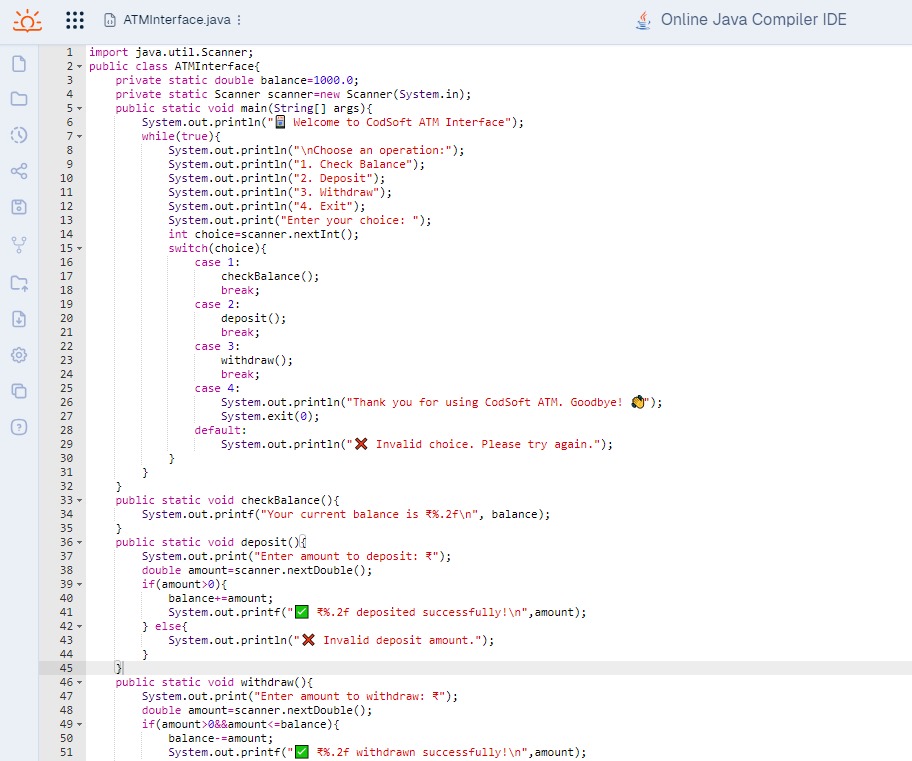 ATMInterface.java
Online Java Compiler IDE
1 import java.util.Scanner;
2 public class ATMInterface{
3     private static double balance=1000.0;
4     private static Scanner scanner=new Scanner(System.in);
5     public static void main(String[] args){
6         System.out.println("🏧 Welcome to CodSoft ATM Interface");
7         while(true){
8             System.out.println("\nChoose an operation:");
9             System.out.println("1. Check Balance");
10             System.out.println("2. Deposit");
11             System.out.println("3. Withdraw");
12             System.out.println("4. Exit");
13             System.out.print("Enter your choice: ");
14             int choice=scanner.nextInt();
15             switch(choice){
16                 case 1:
17                     checkBalance();
18                     break;
19                 case 2:
20                     deposit();
21                     break;
22                 case 3:
23                     withdraw();
24                     break;
25                 case 4:
26                     System.out.println("Thank you for using CodSoft ATM. Goodbye! 👏");
27                     System.exit(0);
28                 default:
29                     System.out.println("❌ Invalid choice. Please try again.");
30             }
31         }
32     }
33     public static void checkBalance(){
34         System.out.printf("Your current balance is ₹%.2f\n", balance);
35     }
36     public static void deposit(){
37         System.out.print("Enter amount to deposit: ₹");
38         double amount=scanner.nextDouble();
39         if(amount>0){
40             balance+=amount;
41             System.out.printf("✅ ₹%.2f deposited successfully!\n",amount);
42         } else{
43             System.out.println("❌ Invalid deposit amount.");
44         }
45     }
46     public static void withdraw(){
47         System.out.print("Enter amount to withdraw: ₹");
48         double amount=scanner.nextDouble();
49         if(amount>0&&amount<=balance){
50             balance-=amount;
51             System.out.printf("✅ ₹%.2f withdrawn successfully!\n",amount);